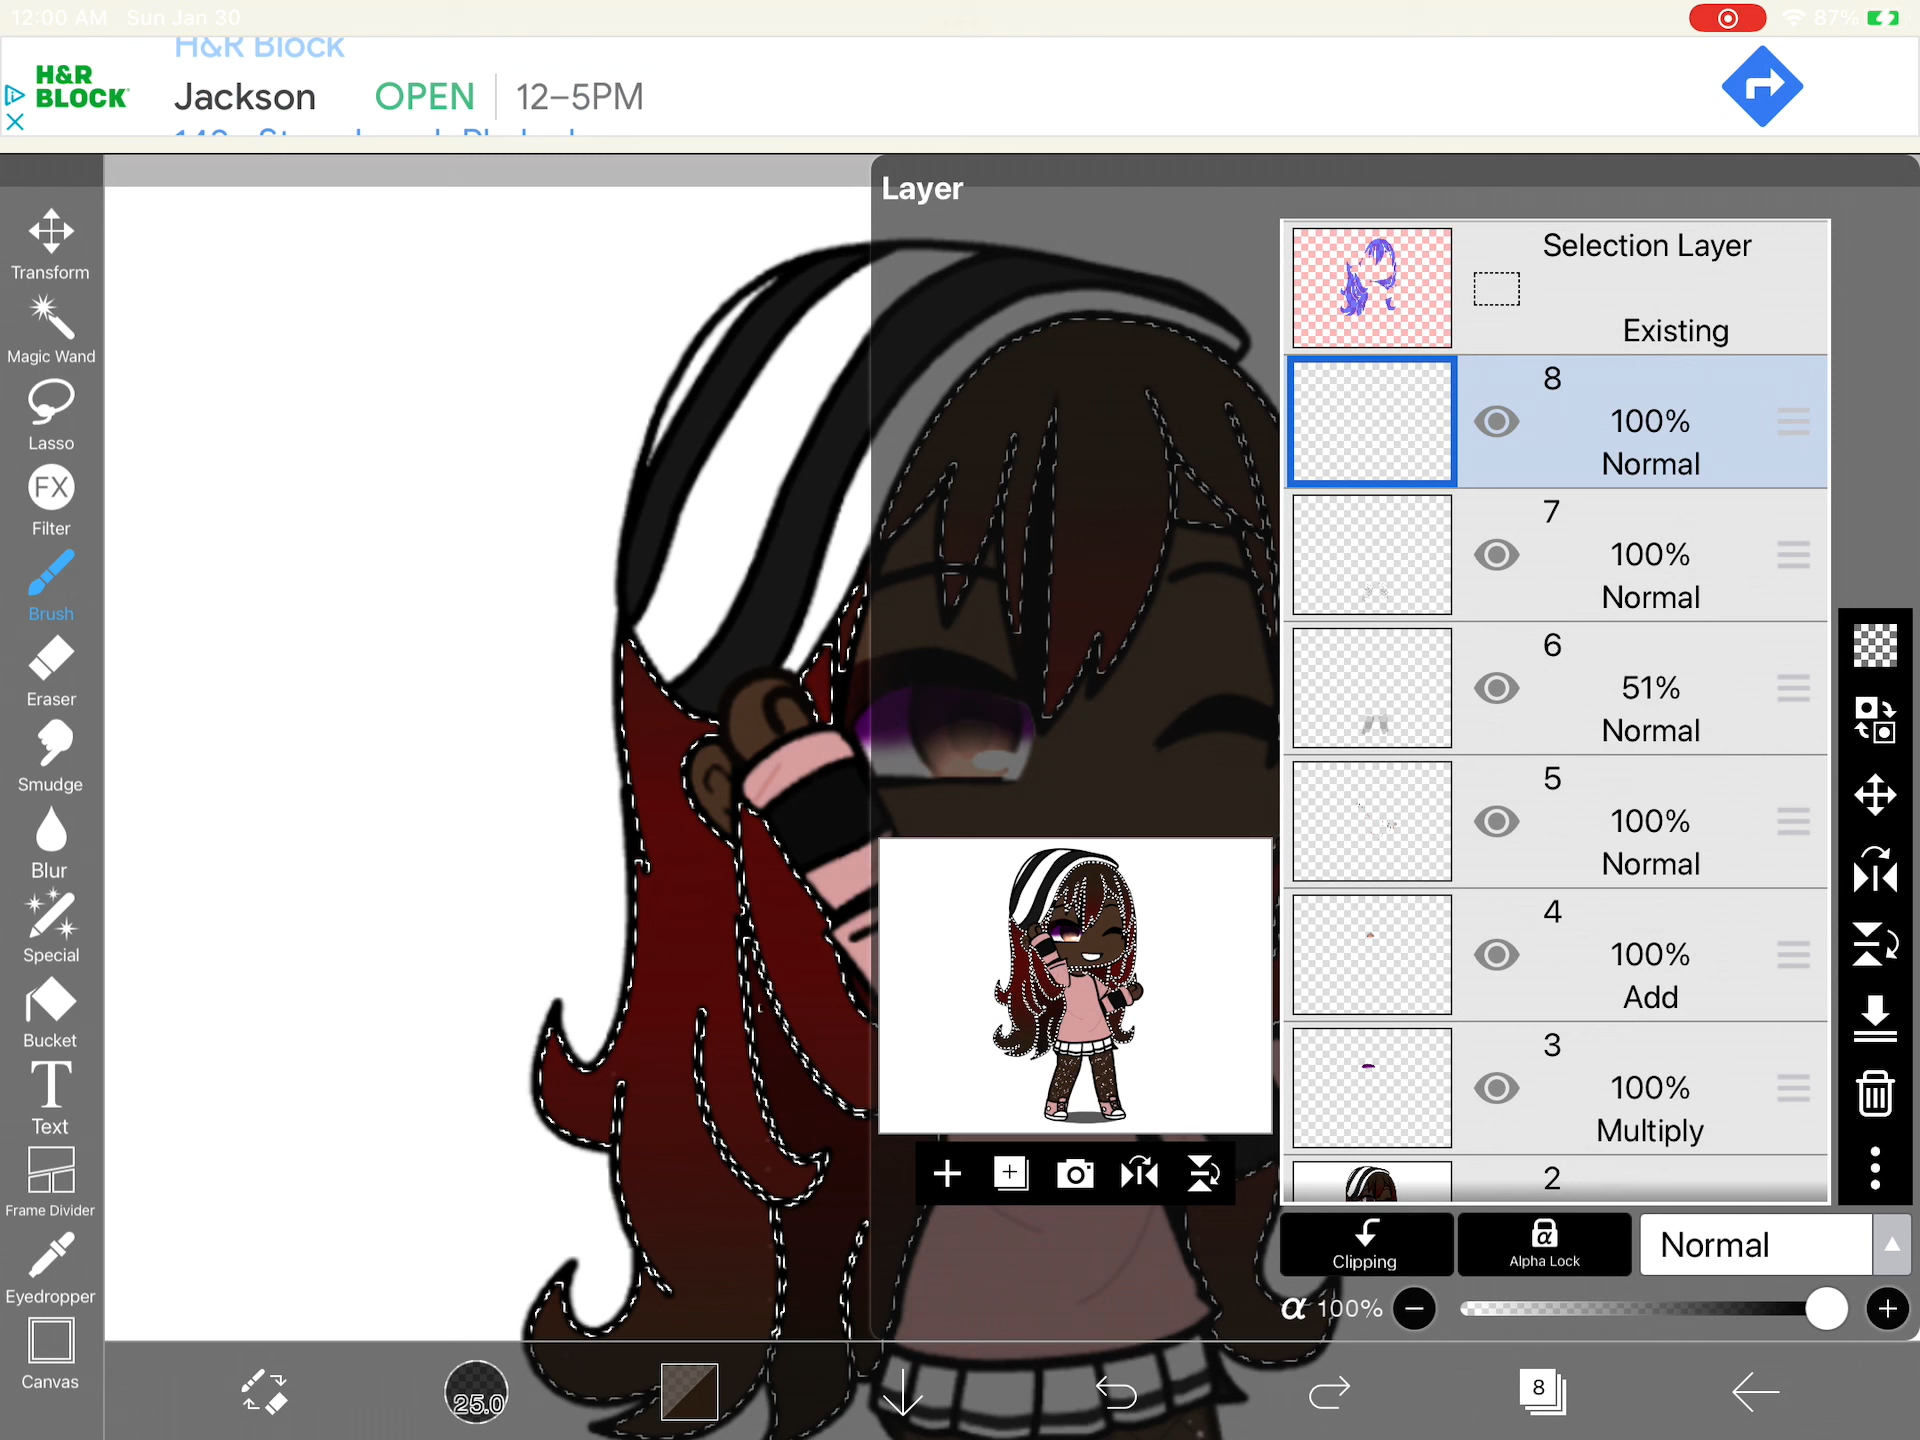 12:00 AM Sun Jan 30
87%
H&R Block
H&R
BLOCK
Jackson OPEN 12–5PM
Layer
Transform
Magic Wand
Lasso
FX
Filter
Brush
Eraser
Smudge
Blur
Special
Bucket
T
Text
Frame Divider
Eyedropper
Canvas
Selection Layer
Existing
8
100%
Normal
7
100%
Normal
6
51%
Normal
5
100%
Normal
4
100%
Add
3
100%
Multiply
2
Clipping
α
Alpha Lock
Normal
α 100%
25.0
8